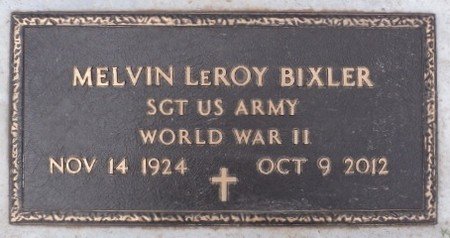 MELVIN LeROY BIXLER
SGT US ARMY
WORLD WAR II
NOV 14 1924 OCT 9 2012